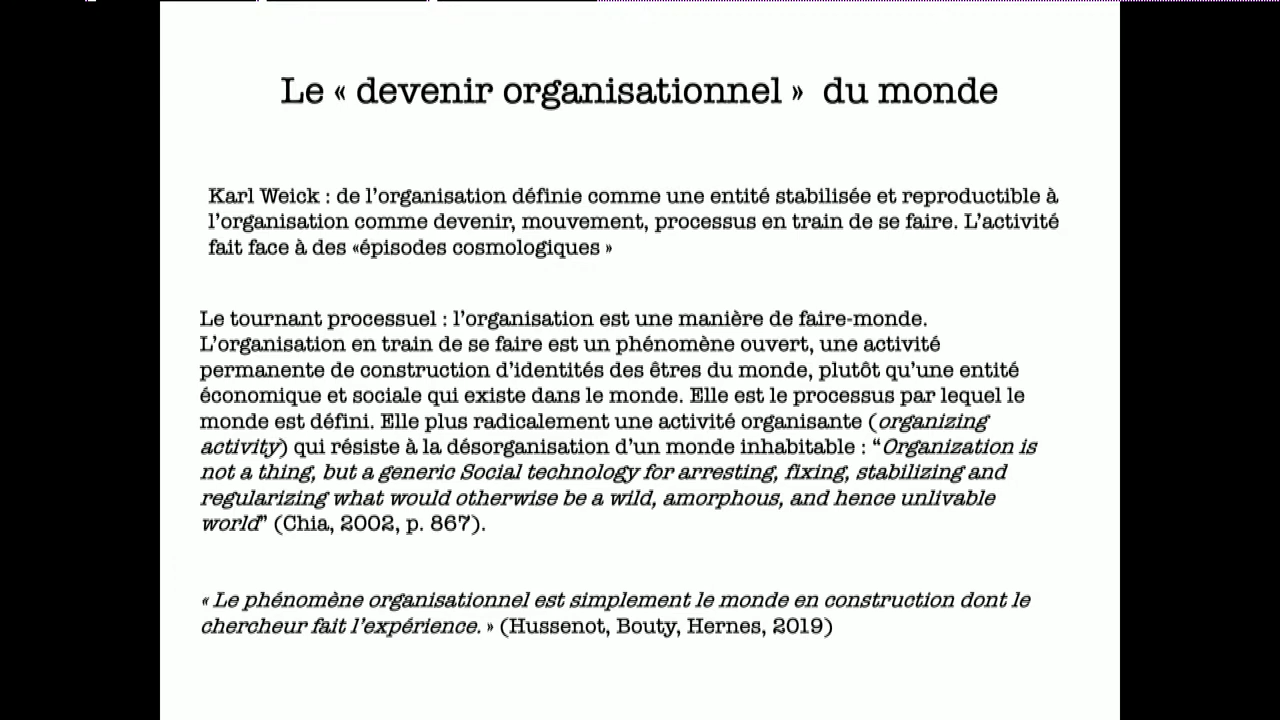 Le « devenir organisationnel » du monde
Karl Weick : de l’organisation définie comme une entité stabilisée et reproductible à
l’organisation comme devenir, mouvement, processus en train de se faire. L’activité
fait face à des «épisodes cosmologiques »
Le tournant processuel : l’organisation est une manière de faire-monde.
L’organisation en train de se faire est un phénomène ouvert, une activité
permanente de construction d’identités des êtres du monde, plutôt qu’une entité
économique et sociale qui existe dans le monde. Elle est le processus par lequel le
monde est défini. Elle plus radicalement une activité organisante (organizing
activity) qui résiste à la désorganisation d’un monde inhabitable : “Organization is
not a thing, but a generic Social technology for arresting, fixing, stabilizing and
regularizing what would otherwise be a wild, amorphous, and hence unlivable
world” (Chia, 2002, p. 867).
« Le phénomène organisationnel est simplement le monde en construction dont le
chercheur fait l’expérience. » (Hussenot, Bouty, Hernes, 2019)